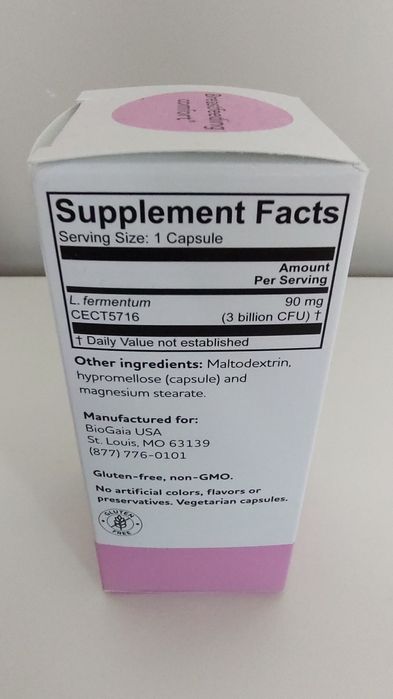 Breastfeeding
comfort*
Supplement Facts
Serving Size: 1 Capsule
Amount
Per Serving
L. fermentum 90 mg
CECT5716 (3 billion CFU) †
† Daily Value not established
Other ingredients: Maltodextrin,
hypromellose (capsule) and
magnesium stearate.
Manufactured for:
BioGaia USA
St. Louis, MO 63139
(877) 776-0101
Gluten-free, non-GMO.
No artificial colors, flavors or
preservatives. Vegetarian capsules.
GLUTEN
FREE